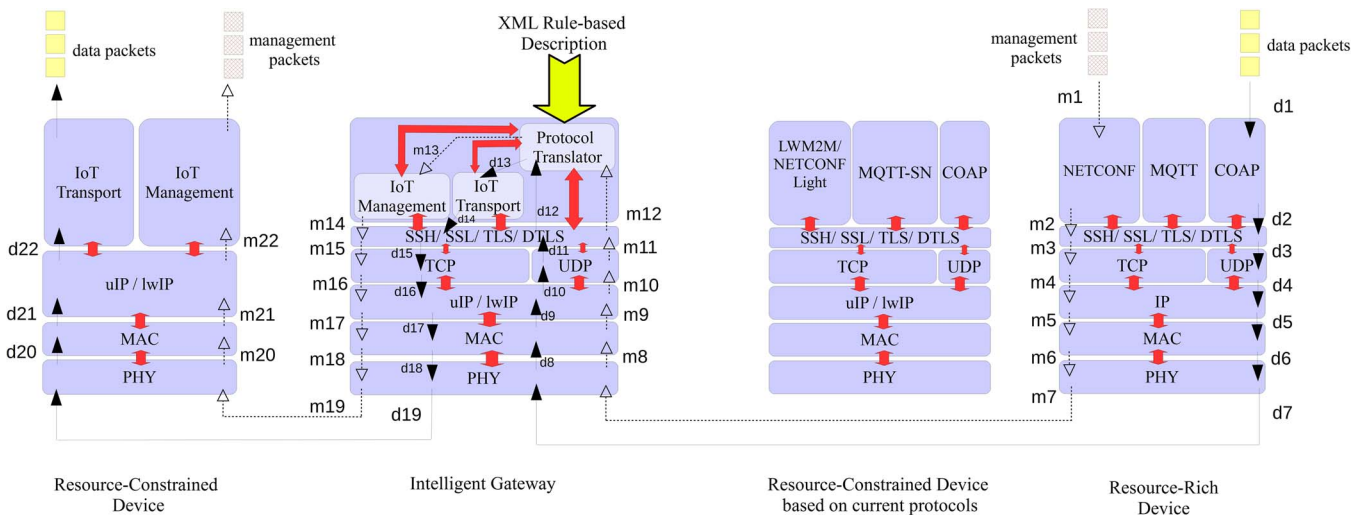 data packets
management
packets
XML Rule-based
Description
management
packets
data packets
m1
d1
IoT
Transport
IoT
Management
d22
m22
uIP / lwIP
d21
m21
MAC
d20
m20
PHY
Protocol
Translator
m13
d13
IoT
Management
IoT
Transport
d12
m12
m14
d14
SSH/ SSL/ TLS/ DTLS
m15
d15
d11
m11
TCP
UDP
m16
d16
d10
m10
uIP / lwIP
d9
m9
m17
d17
MAC
m18
d18
d8
m8
PHY
m19
d19
LWM2M/
NETCONF
Light
MQTT-SN
COAP
SSH/ SSL/ TLS/ DTLS
TCP
UDP
uIP / lwIP
MAC
PHY
NETCONF
MQTT
COAP
m2
d2
SSH/ SSL/ TLS/ DTLS
m3
d3
TCP
UDP
m4
d4
IP
m5
d5
MAC
m6
d6
PHY
m7
d7
Resource-Constrained
Device
Intelligent Gateway
Resource-Constrained Device
based on current protocols
Resource-Rich
Device